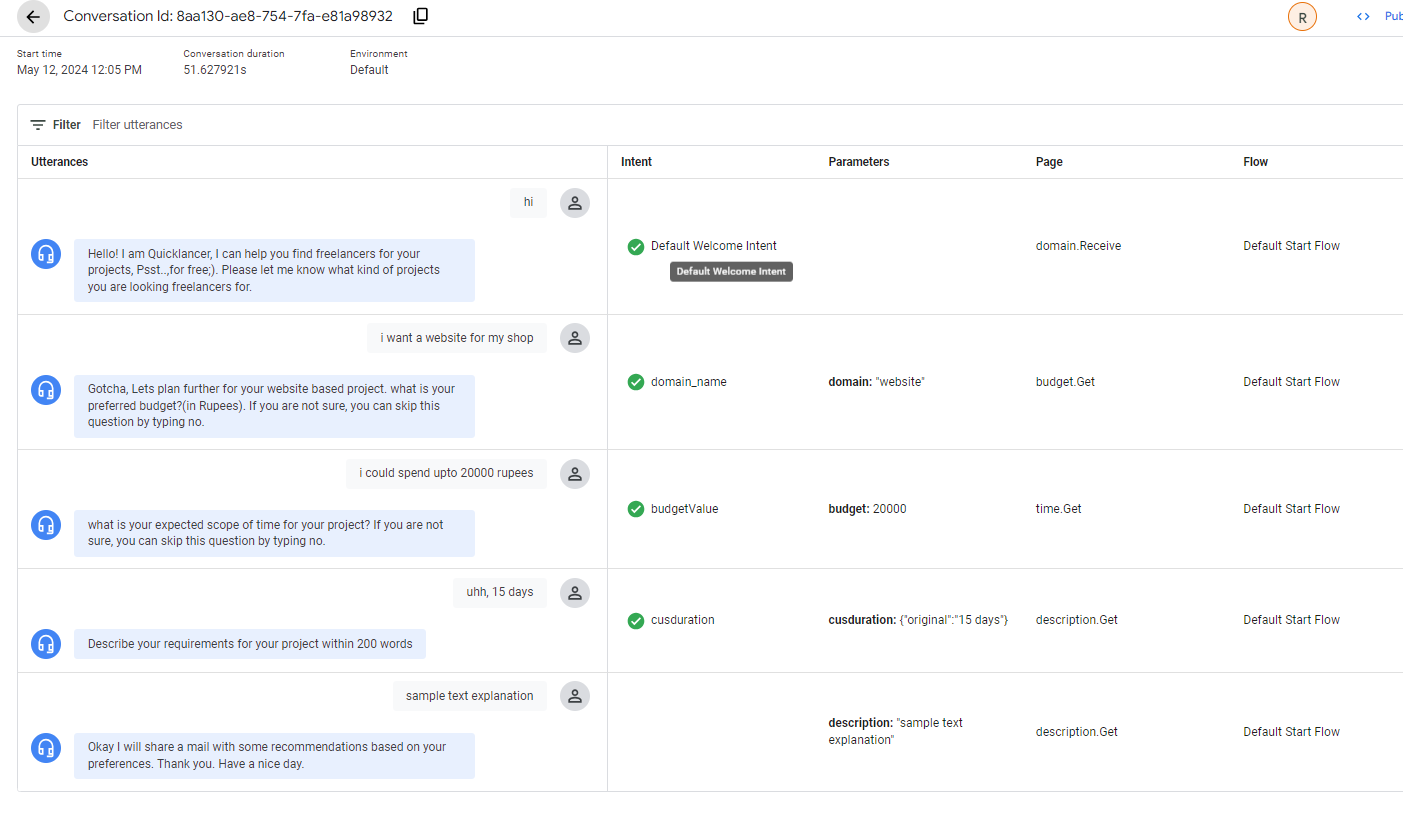 Conversation Id: 8aa130-ae8-754-7fa-e81a98932
R
Pub
Start time
May 12, 2024 12:05 PM
Conversation duration
51.627921s
Environment
Default
Filter Filter utterances
Utterances Intent Parameters Page Flow
hi
Hello! I am Quicklancer, I can help you find freelancers for your
projects, Psst..,for free;). Please let me know what kind of projects
you are looking freelancers for.
Default Welcome Intent
Default Welcome Intent
domain.Receive
Default Start Flow
i want a website for my shop
Gotcha, Lets plan further for your website based project. what is your
preferred budget?(in Rupees). If you are not sure, you can skip this
question by typing no.
domain_name
domain: "website"
budget.Get
Default Start Flow
i could spend upto 20000 rupees
what is your expected scope of time for your project? If you are not
sure, you can skip this question by typing no.
budgetValue
budget: 20000
time.Get
Default Start Flow
uhh, 15 days
Describe your requirements for your project within 200 words
cusduration
cusduration: {"original":"15 days"}
description.Get
Default Start Flow
sample text explanation
Okay I will share a mail with some recommendations based on your
preferences. Thank you. Have a nice day.
description: "sample text
explanation"
description.Get
Default Start Flow